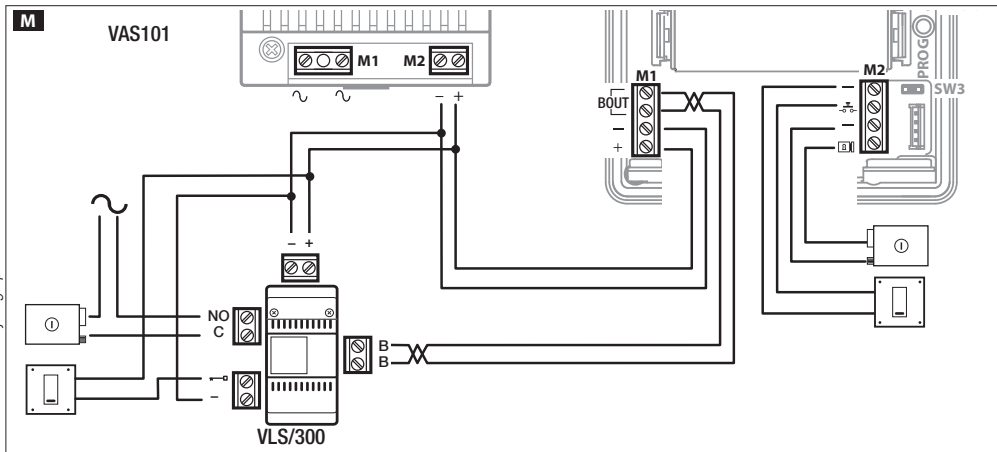 M
VAS101
M1
M2
− +
M1
BOUT
−
+
PROG
M2
SW3
−
−
− +
NO
C
−
B
B
VLS/300